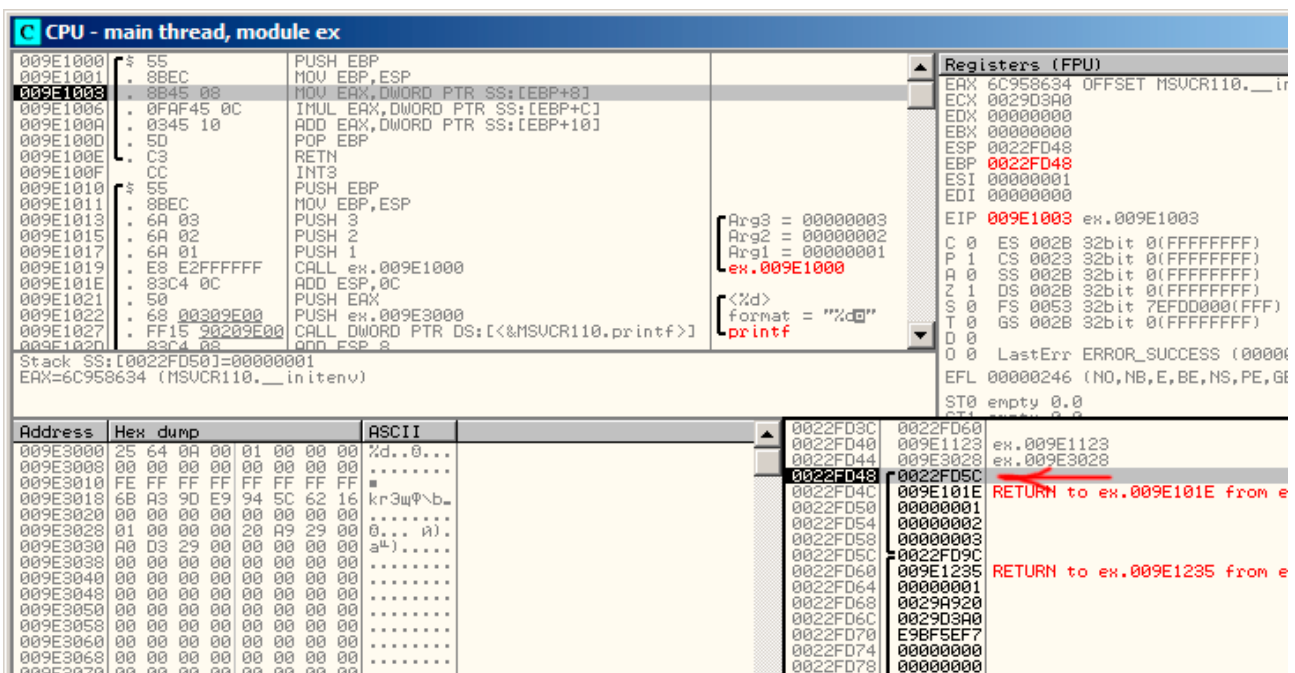 C CPU - main thread, module ex
009E1000 $ 55 PUSH EBP
009E1001 . 8BEC MOV EBP,ESP
009E1003 . 8B45 08 MOV EAX,DWORD PTR SS:[EBP+8]
009E1006 . 0FAF45 0C IMUL EAX,DWORD PTR SS:[EBP+C]
009E100A . 0345 10 ADD EAX,DWORD PTR SS:[EBP+10]
009E100D . 5D POP EBP
009E100E . C3 RETN
009E100F CC INT3
009E1010 $ 55 PUSH EBP
009E1011 . 8BEC MOV EBP,ESP
009E1013 . 6A 03 PUSH 3 Arg3 = 00000003
009E1015 . 6A 02 PUSH 2 Arg2 = 00000002
009E1017 . 6A 01 PUSH 1 Arg1 = 00000001
009E1019 . E8 E2FFFFFF CALL ex.009E1000 ex.009E1000
009E101E . 83C4 0C ADD ESP,0C
009E1021 . 50 PUSH EAX <%d>
009E1022 . 68 00309E00 PUSH ex.009E3000 format = "%d"
009E1027 . FF15 90209E00 CALL DWORD PTR DS:[<&MSVCR110.printf>] printf
009E102D . 83C4 08 ADD ESP,8
Stack SS:[0022FD50]=00000001
EAX=6C958634 (MSVCR110.__initenv)
Registers (FPU)
EAX 6C958634 OFFSET MSVCR110.__in
ECX 0029D3A0
EDX 00000000
EBX 00000000
ESP 0022FD48
EBP 0022FD48
ESI 00000001
EDI 00000000
EIP 009E1003 ex.009E1003
C 0 ES 002B 32bit 0(FFFFFFFF)
P 1 CS 0023 32bit 0(FFFFFFFF)
A 0 SS 002B 32bit 0(FFFFFFFF)
Z 1 DS 002B 32bit 0(FFFFFFFF)
S 0 FS 0053 32bit 7EFDD000(FFF)
T 0 GS 002B 32bit 0(FFFFFFFF)
D 0
O 0 LastErr ERROR_SUCCESS (00000
EFL 00000246 (NO,NB,E,BE,NS,PE,GE
ST0 empty 0.0
Address Hex dump ASCII
009E3000 25 64 0A 00 01 00 00 00 %d..0...
009E3008 00 00 00 00 00 00 00 00 ........
009E3010 FE FF FF FF FF FF FF FF
009E3018 6B A3 9D E9 94 5C 62 16
009E3020 00 00 00 00 00 00 00 00 ........
009E3028 01 00 00 00 20 A9 29 00 0... й).
009E3030 A0 D3 29 00 00 00 00 00 а╙).....
009E3038 00 00 00 00 00 00 00 00 ........
009E3040 00 00 00 00 00 00 00 00 ........
009E3048 00 00 00 00 00 00 00 00 ........
009E3050 00 00 00 00 00 00 00 00 ........
009E3058 00 00 00 00 00 00 00 00 ........
009E3060 00 00 00 00 00 00 00 00 ........
009E3068 00 00 00 00 00 00 00 00 ........
0022FD3C 0022FD60
0022FD40 009E1123 ex.009E1123
0022FD44 009E3028 ex.009E3028
0022FD48 0022FD5C
0022FD4C 009E101E RETURN to ex.009E101E from e
0022FD50 00000001
0022FD54 00000002
0022FD58 00000003
0022FD5C 0022FD9C
0022FD60 009E1235 RETURN to ex.009E1235 from e
0022FD64 00000001
0022FD68 0029A920
0022FD6C 0029D3A0
0022FD70 E9BF5EF7
0022FD74 00000000
0022FD78 00000000